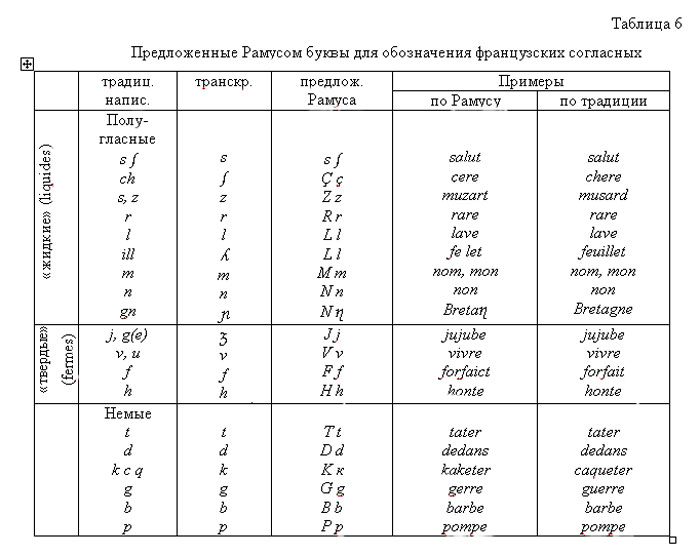 Таблица 6
Предложенные Рамусом буквы для обозначения французских согласных
традиц. напис. транскр. предлож. Рамуса Примеры
по Рамусу по традиции
«жидкие» (liquides)
Полу-
гласные
s ʃ s s ʃ salut salut
ch ʃ Ç ç cere chere
s, z z Z z muzart musard
r r R r rare rare
l l L l lave lave
ill ʎ L l fe let feuillet
m m M m nom, mon nom, mon
n n N n non non
gn ɲ N ɳ Bretaɳ Bretagne
«твердые» (fermes)
j, g(e) ʒ J j jujube jujube
v, u v V v vivre vivre
f f F f forfaict forfait
h h H h honte honte
Немые
t t T t tater tater
d d D d dedans dedans
k c q k K к kaketer caqueter
g g G g gerre guerre
b b B b barbe barbe
p p P p pompe pompe